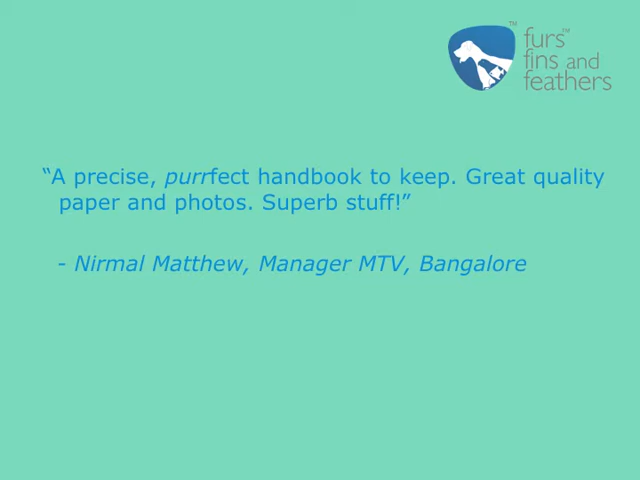 furs™
fins and
feathers
“A precise, purrfect handbook to keep. Great quality
paper and photos. Superb stuff!”
- Nirmal Matthew, Manager MTV, Bangalore